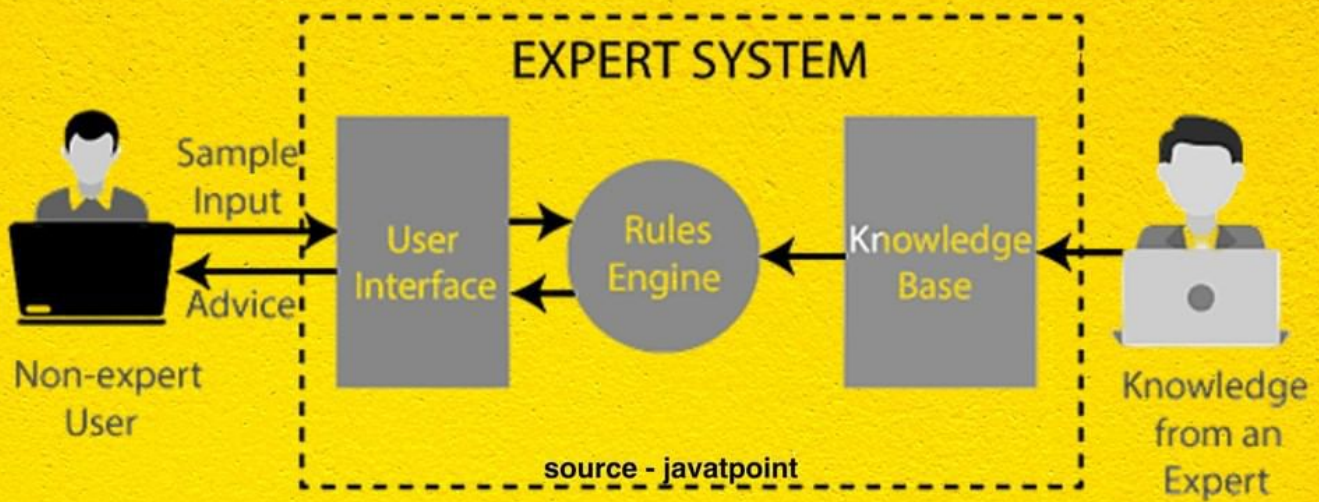 EXPERT SYSTEM
Sample
Input
Advice
Non-expert
User
User
Interface
Rules
Engine
Knowledge
Base
Knowledge
from an
Expert
source - javatpoint